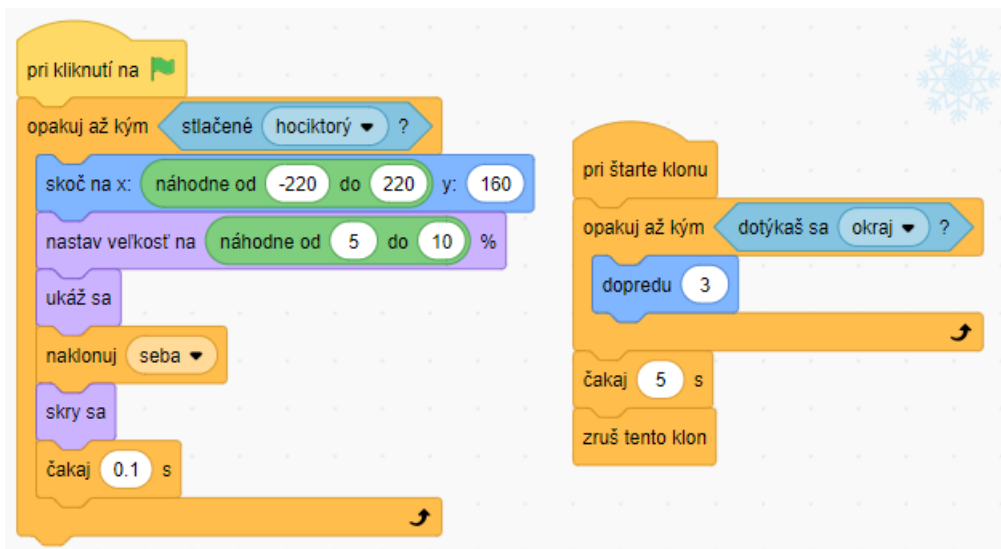 pri kliknutí na
opakuj až kým stlačené hociktorý ?
skoč na x: náhodne od -220 do 220 y: 160
nastav veľkosť na náhodne od 5 do 10 %
ukáž sa
naklonuj seba
skry sa
čakaj 0.1 s
pri štarte klonu
opakuj až kým dotýkaš sa okraj ?
dopredu 3
čakaj 5 s
zruš tento klon